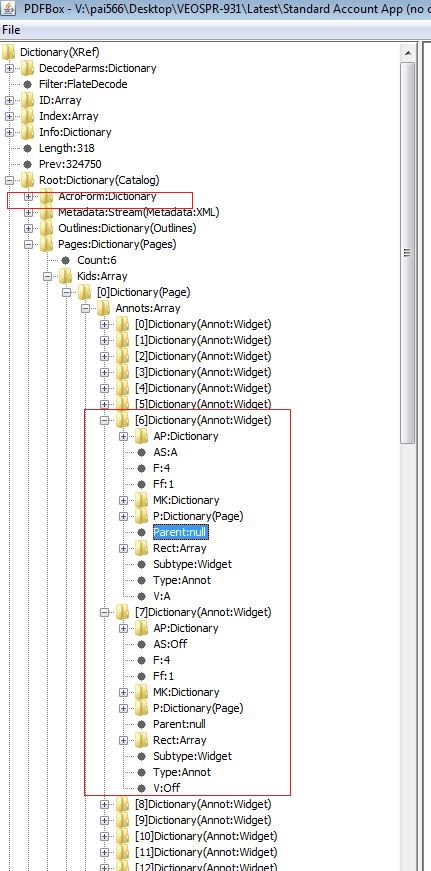 PDFBox - V:\pai566\Desktop\VEOSPR-931\Latest\Standard Account App (no c
File
Dictionary(XRef)
DecodeParms:Dictionary
Filter:FlateDecode
ID:Array
Index:Array
Info:Dictionary
Length:318
Prev:324750
Root:Dictionary(Catalog)
AcroForm:Dictionary
Metadata:Stream(Metadata:XML)
Outlines:Dictionary(Outlines)
Pages:Dictionary(Pages)
Count:6
Kids:Array
[0]Dictionary(Page)
Annots:Array
[0]Dictionary(Annot:Widget)
[1]Dictionary(Annot:Widget)
[2]Dictionary(Annot:Widget)
[3]Dictionary(Annot:Widget)
[4]Dictionary(Annot:Widget)
[5]Dictionary(Annot:Widget)
[6]Dictionary(Annot:Widget)
AP:Dictionary
AS:A
F:4
Ff:1
MK:Dictionary
P:Dictionary(Page)
Parent:null
Rect:Array
Subtype:Widget
Type:Annot
V:A
[7]Dictionary(Annot:Widget)
AP:Dictionary
AS:Off
F:4
Ff:1
MK:Dictionary
P:Dictionary(Page)
Parent:null
Rect:Array
Subtype:Widget
Type:Annot
V:Off
[8]Dictionary(Annot:Widget)
[9]Dictionary(Annot:Widget)
[10]Dictionary(Annot:Widget)
[11]Dictionary(Annot:Widget)
[12]Dictionary(Annot:Widget)